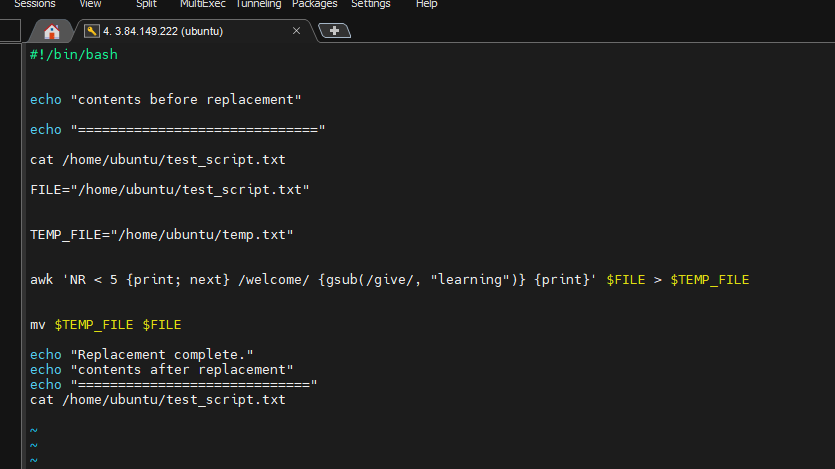 Sessions View Split MultiExec Tunneling Packages Settings Help
4. 3.84.149.222 (ubuntu)
#!/bin/bash
echo "contents before replacement"
echo "=============================="
cat /home/ubuntu/test_script.txt
FILE="/home/ubuntu/test_script.txt"
TEMP_FILE="/home/ubuntu/temp.txt"
awk 'NR < 5 {print; next} /welcome/ {gsub(/give/, "learning")} {print}' $FILE > $TEMP_FILE
mv $TEMP_FILE $FILE
echo "Replacement complete."
echo "contents after replacement"
echo "============================="
cat /home/ubuntu/test_script.txt
~
~
~